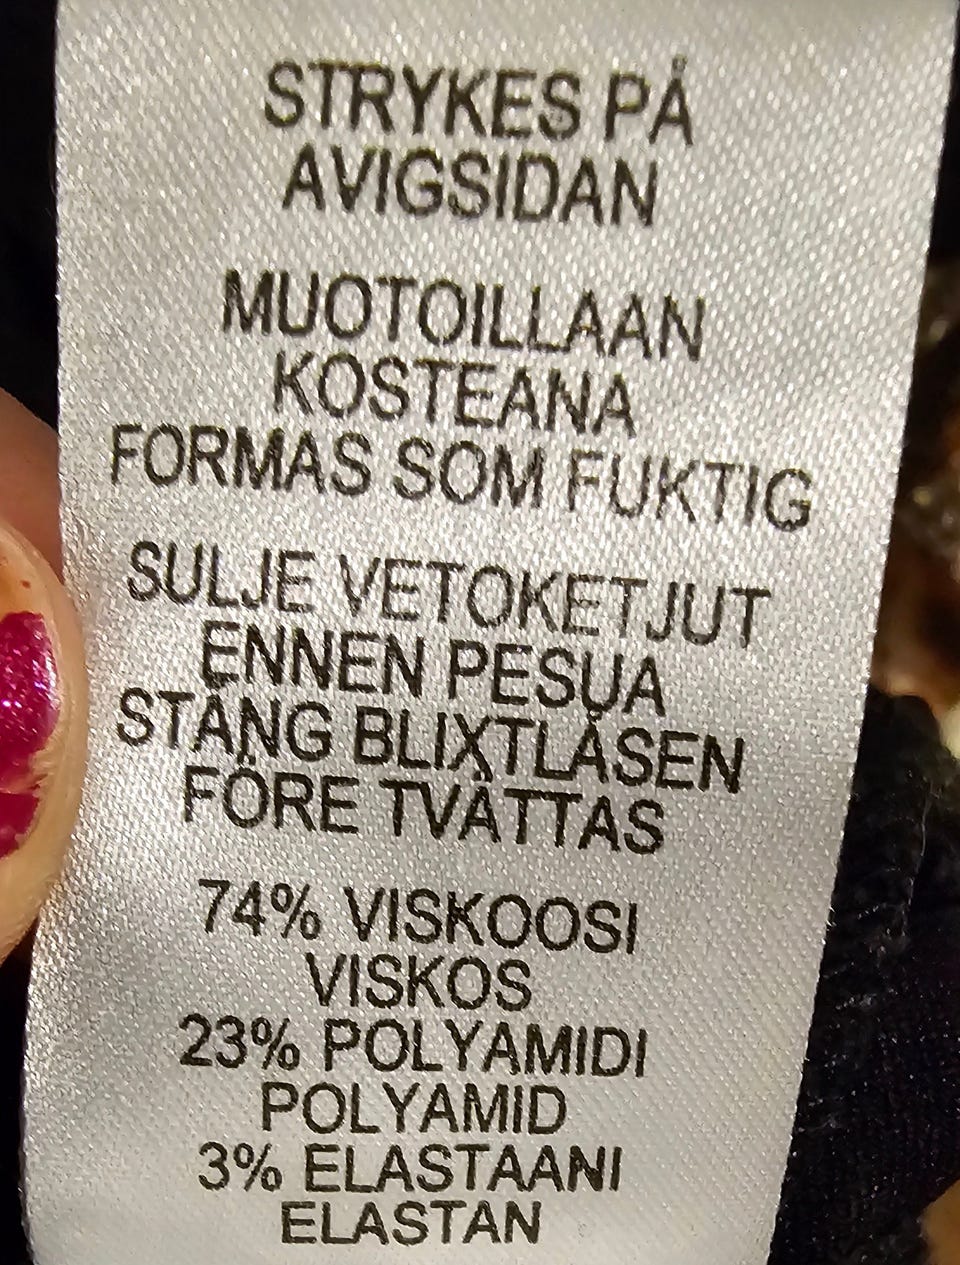 STRYKES PÅ
AVIGSIDAN
MUOTOILLAAN
KOSTEANA
FORMAS SOM FUKTIG
SULJE VETOKETJUT
ENNEN PESUA
STÄNG BLIXTLÅSEN
FÖRE TVÄTTAS
74% VISKOOSI
VISKOS
23% POLYAMIDI
POLYAMID
3% ELASTAANI
ELASTAN